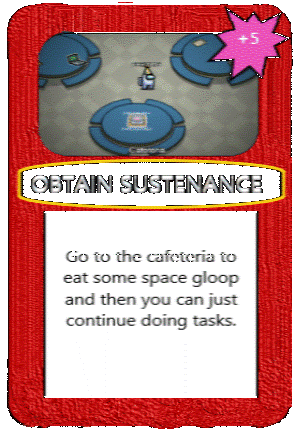 +5
Cafeteria
OBTAIN SUSTENANCE
Go to the cafeteria to
eat some space gloop
and then you can just
continue doing tasks.